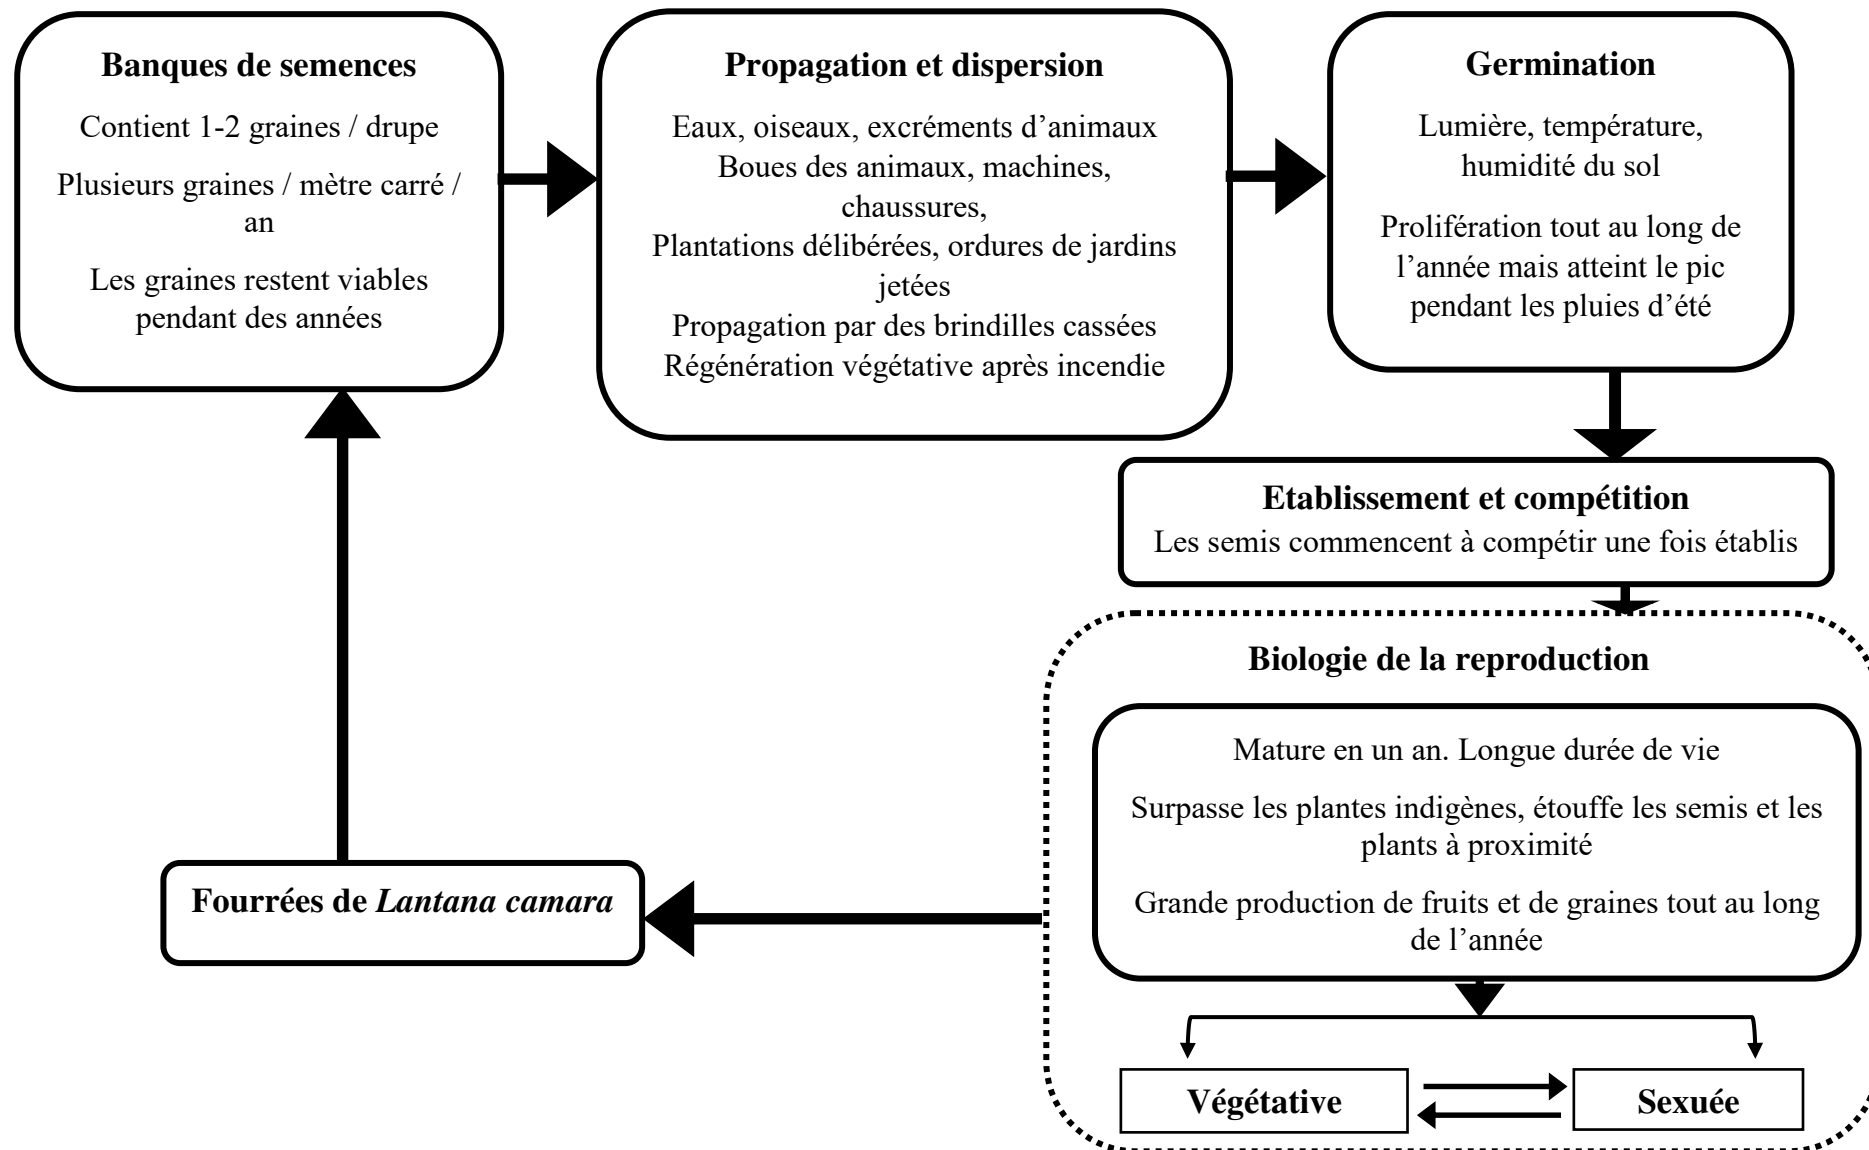 Banques de semences
Contient 1-2 graines / drupe
Plusieurs graines / mètre carré /
an
Les graines restent viables
pendant des années
Propagation et dispersion
Eaux, oiseaux, excréments d’animaux
Boues des animaux, machines,
chaussures,
Plantations délibérées, ordures de jardins
jetées
Propagation par des brindilles cassées
Régénération végétative après incendie
Germination
Lumière, température,
humidité du sol
Prolifération tout au long de
l’année mais atteint le pic
pendant les pluies d’été
Etablissement et compétition
Les semis commencent à compétir une fois établis
Biologie de la reproduction
Mature en un an. Longue durée de vie
Surpasse les plantes indigènes, étouffe les semis et les
plants à proximité
Grande production de fruits et de graines tout au long
de l’année
Végétative
Sexuée
Fourrées de Lantana camara